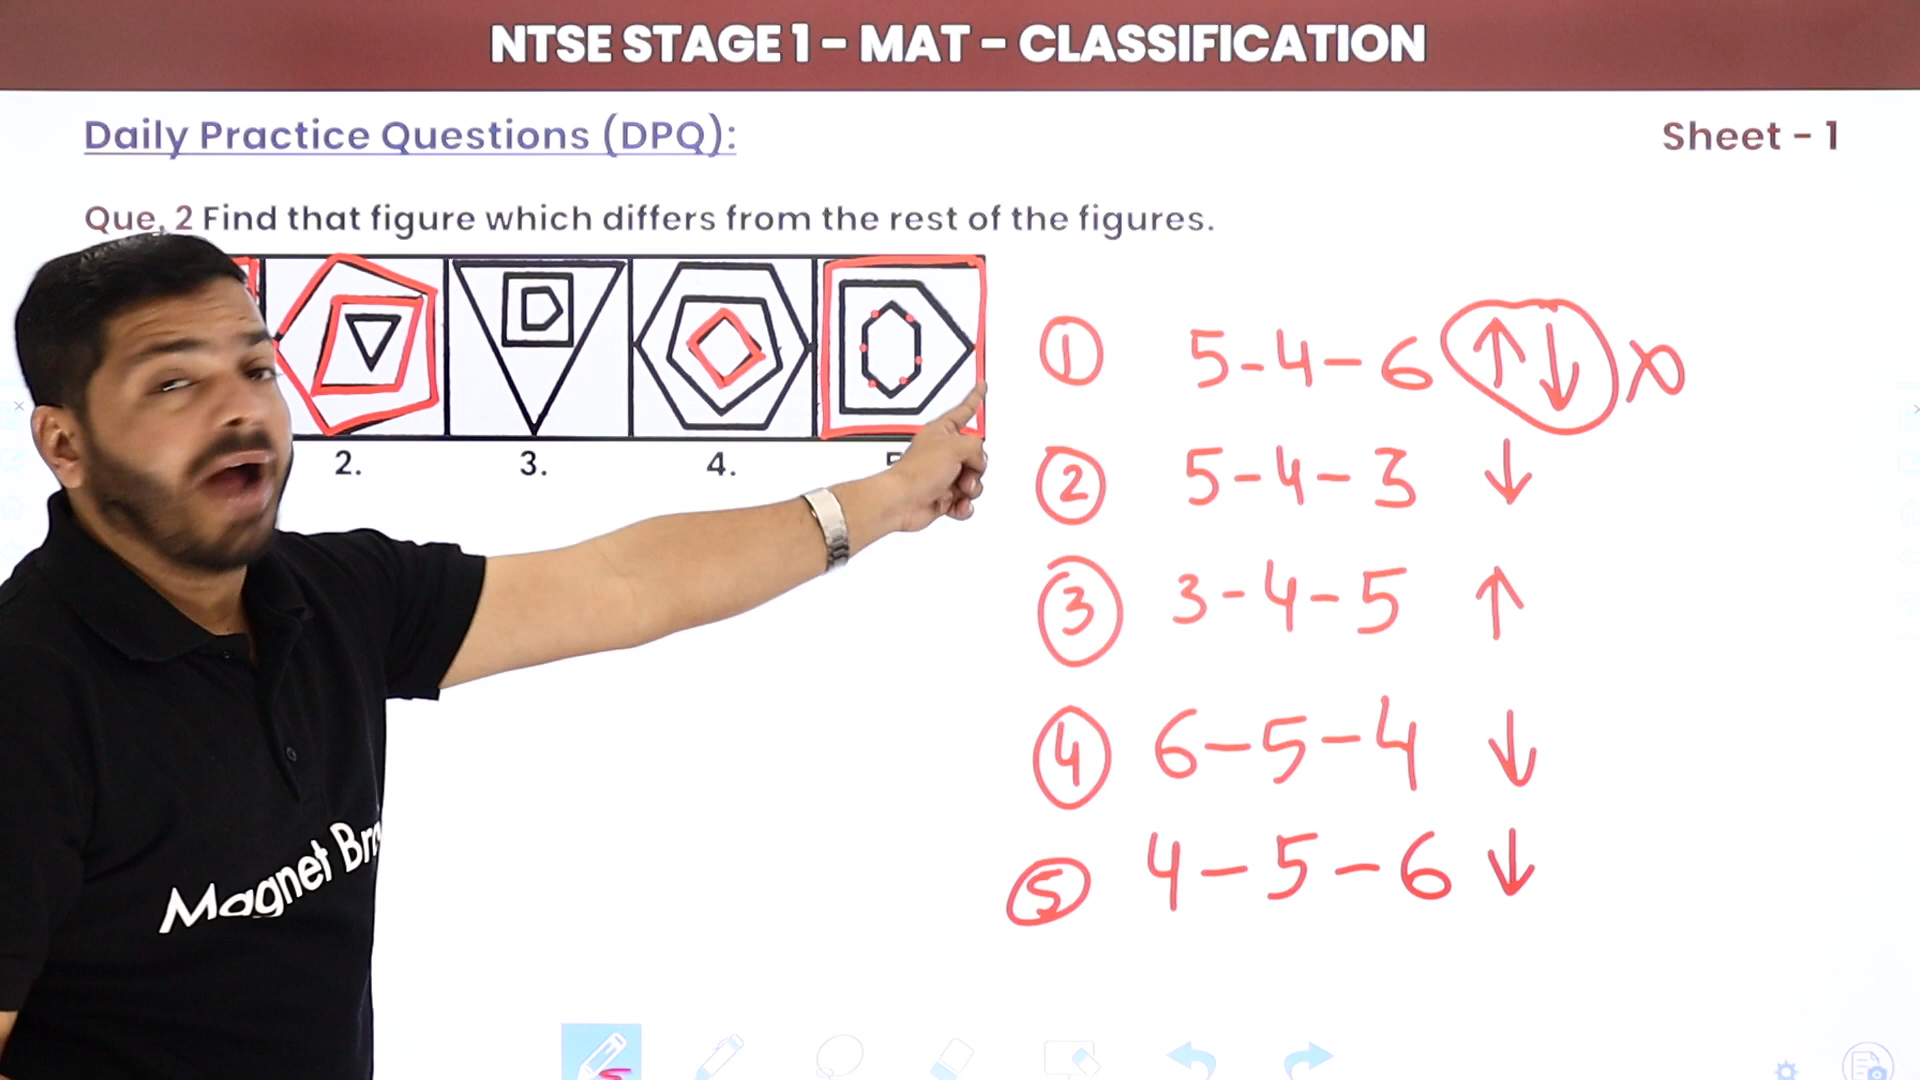 NTSE STAGE 1 - MAT - CLASSIFICATION
Daily Practice Questions (DPQ):
Sheet - 1
Que. 2 Find that figure which differs from the rest of the figures.
2.
3.
4.
① 5-4-6 ↑↓
② 5-4-3 ↓
③ 3-4-5 ↑
④ 6-5-4 ↓
⑤ 4-5-6 ↓
Magnet